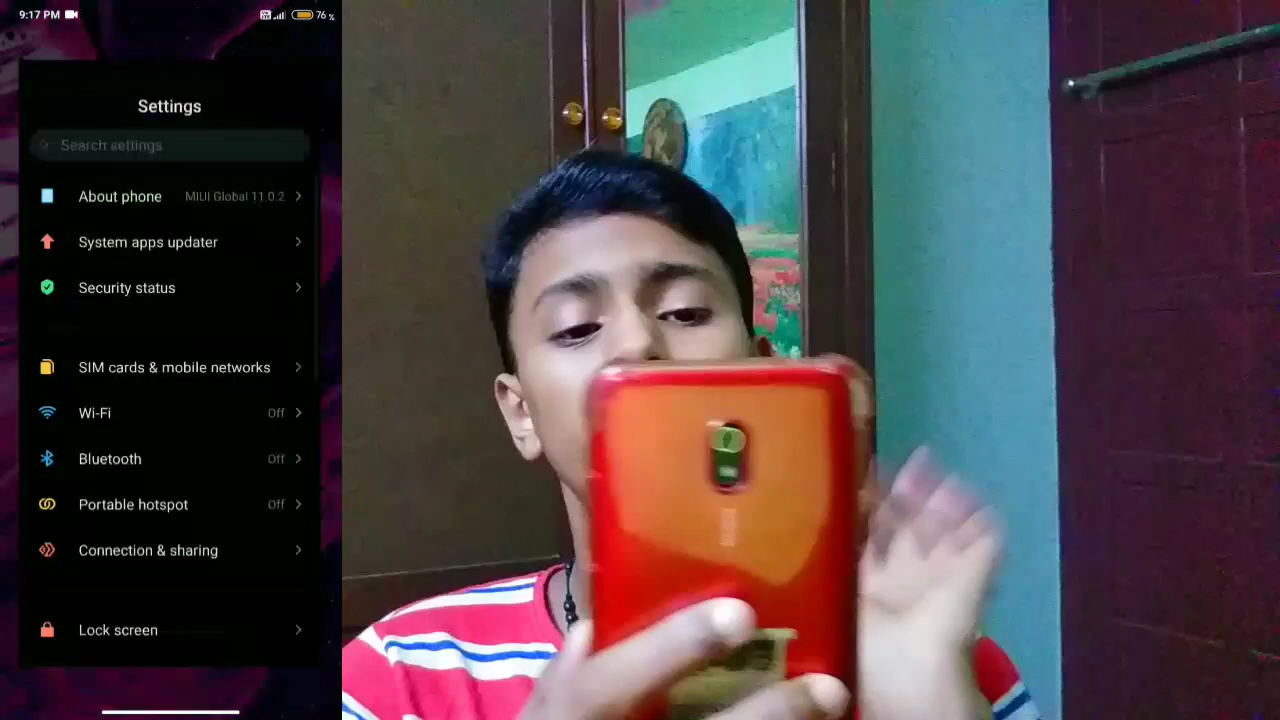 9:17 PM 76%
Settings
Search settings
About phone MIUI Global 11.0.2
System apps updater
Security status
SIM cards & mobile networks
Wi-Fi Off
Bluetooth Off
Portable hotspot Off
Connection & sharing
Lock screen